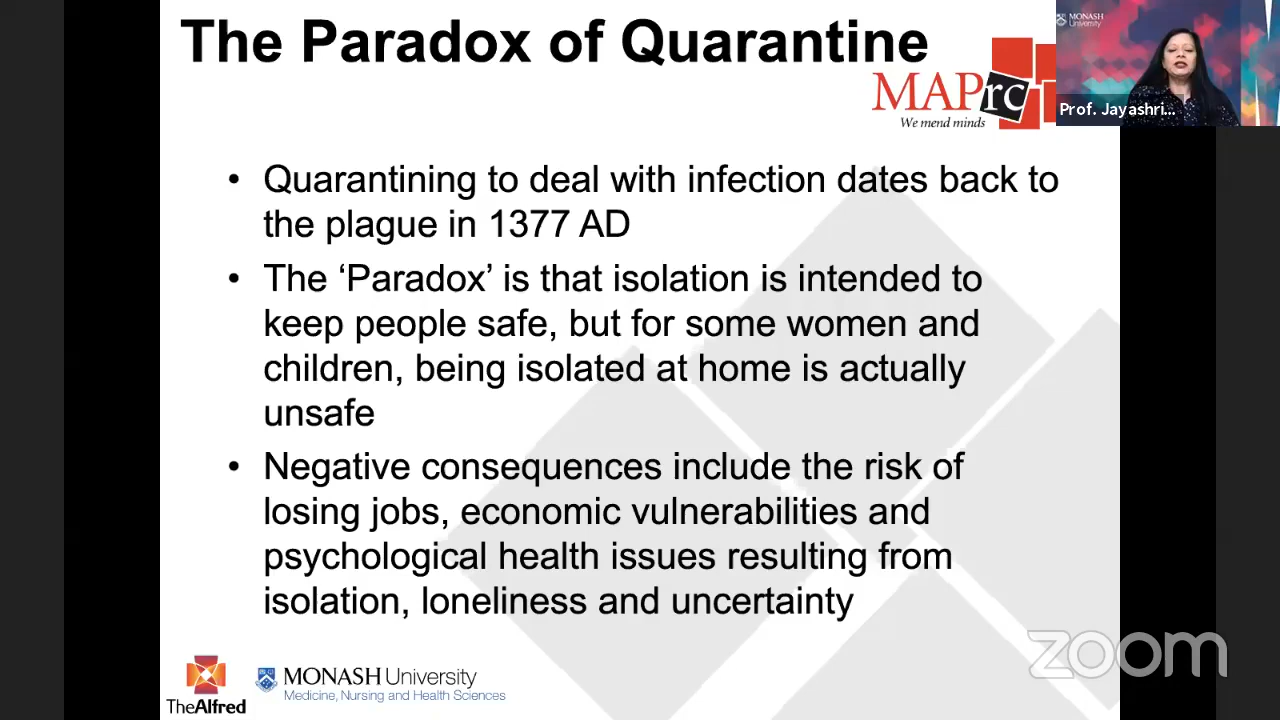 The Paradox of Quarantine
MAPrc
We mend minds
MONASH
University
Prof. Jayashri...
• Quarantining to deal with infection dates back to
the plague in 1377 AD
• The ‘Paradox’ is that isolation is intended to
keep people safe, but for some women and
children, being isolated at home is actually
unsafe
• Negative consequences include the risk of
losing jobs, economic vulnerabilities and
psychological health issues resulting from
isolation, loneliness and uncertainty
TheAlfred
MONASH University
Medicine, Nursing and Health Sciences
zoom